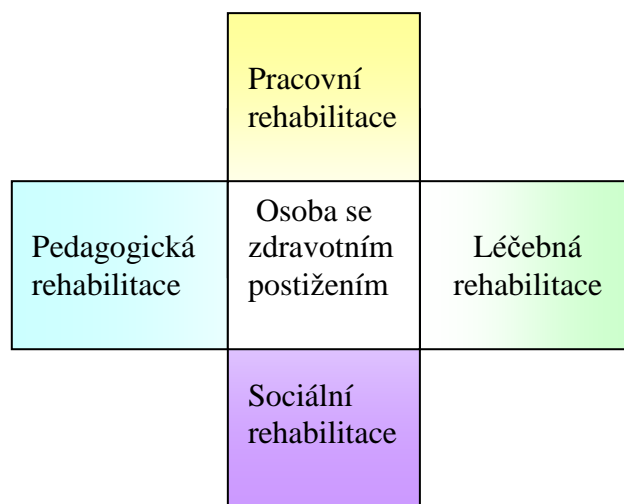 Pracovní
rehabilitace
Pedagogická
rehabilitace
Osoba se
zdravotním
postižením
Léčebná
rehabilitace
Sociální
rehabilitace